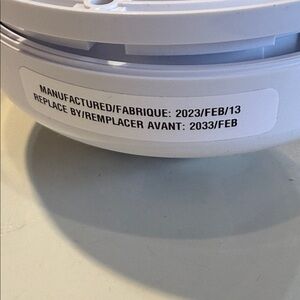 MANUFACTURED/FABRIQUE: 2023/FEB/13
REPLACE BY/REMPLACER AVANT: 2033/FEB